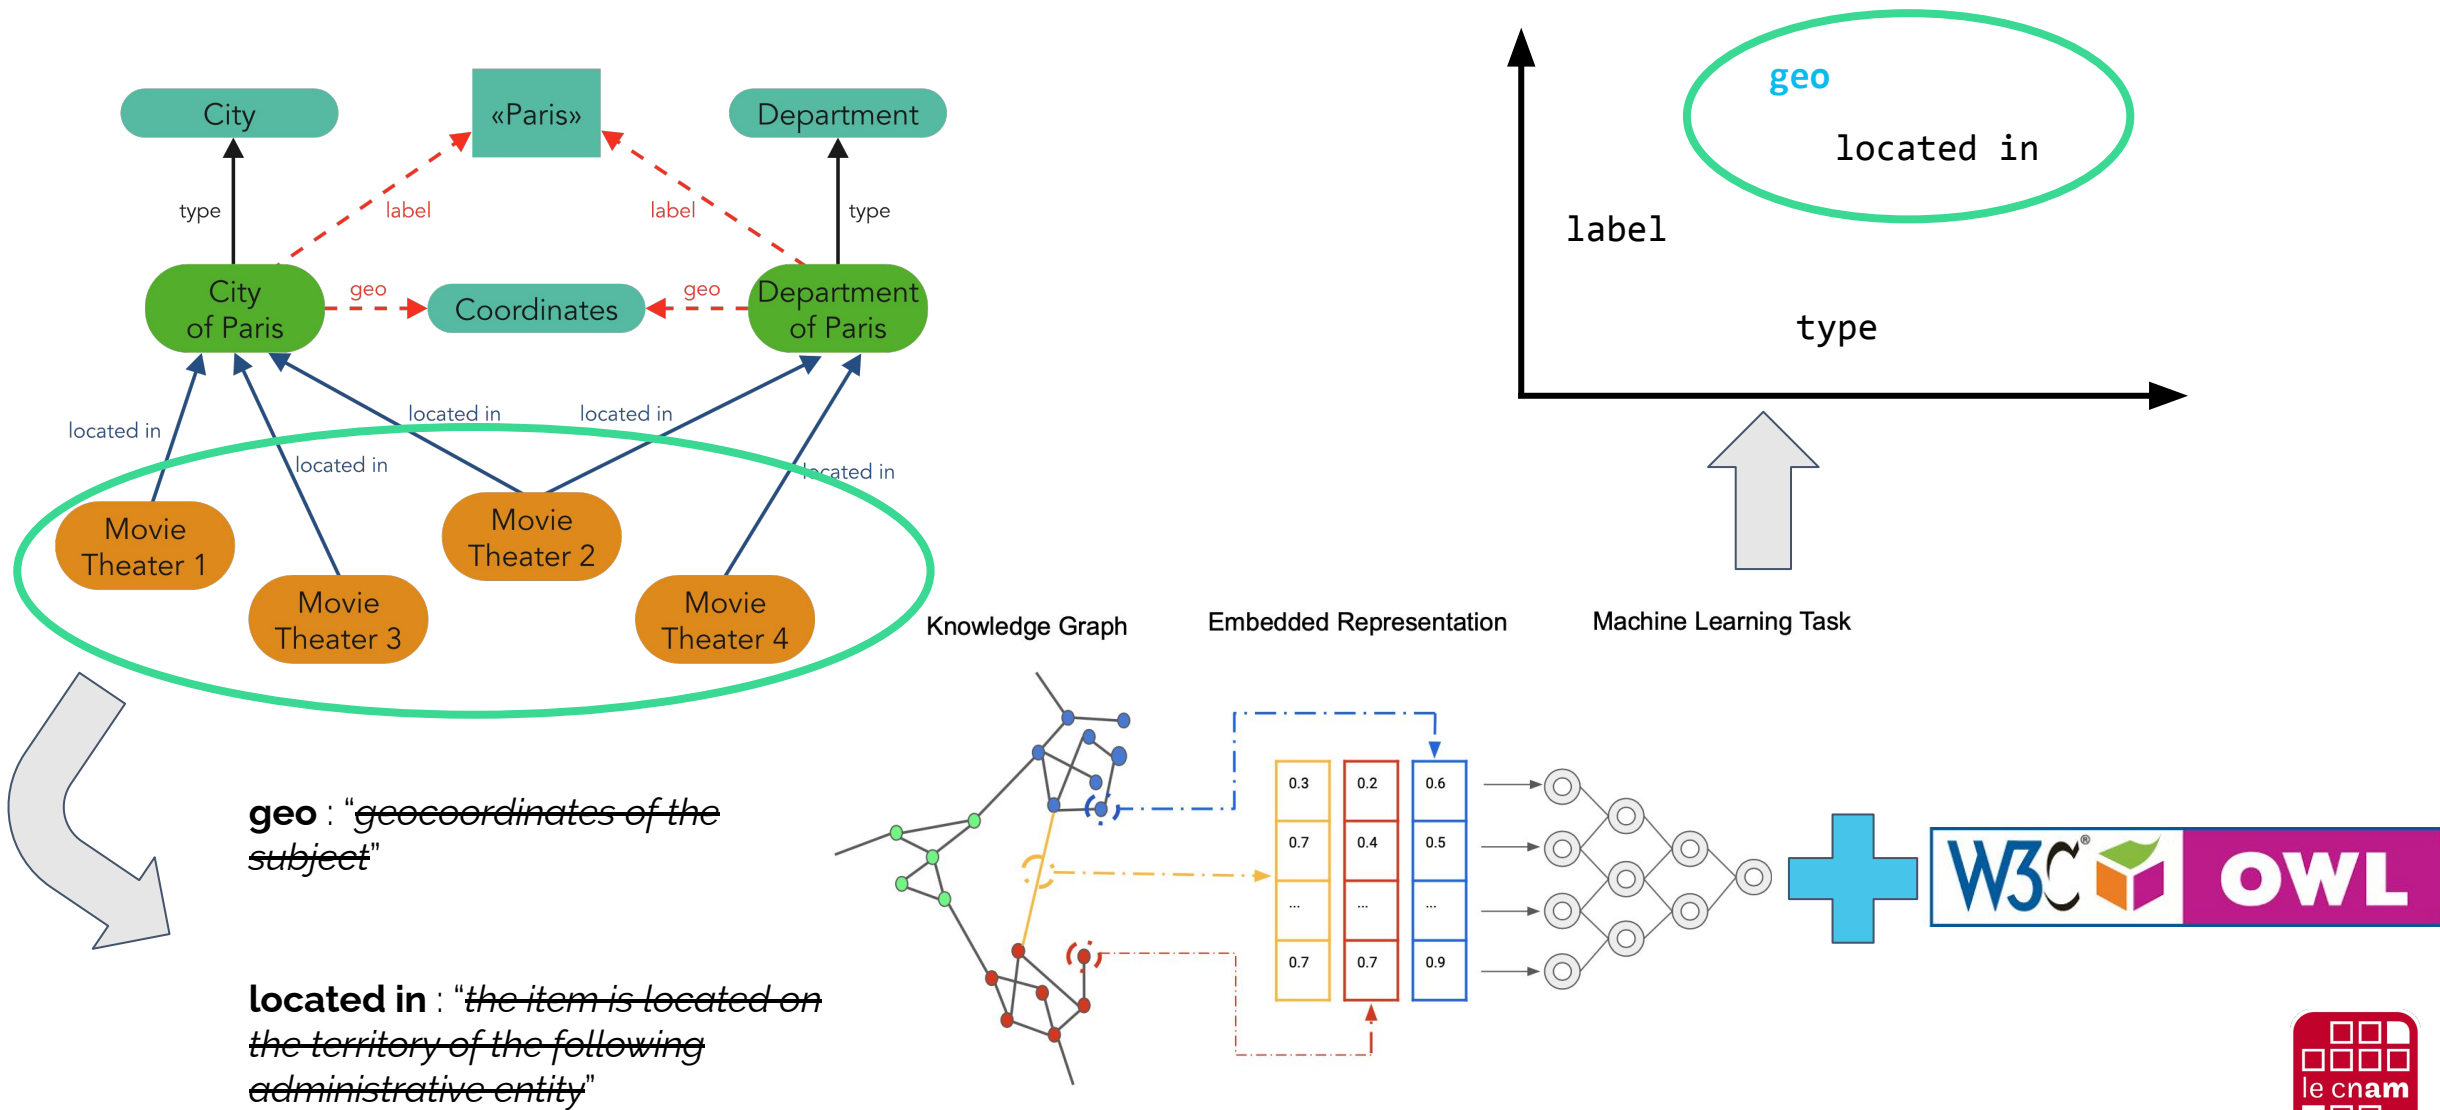 City
«Paris»
Department
type
label
label
type
City
of Paris
geo
Coordinates
geo
Department
of Paris
located in
located in
located in
located in
located in
Movie
Theater 1
Movie
Theater 2
Movie
Theater 3
Movie
Theater 4
geo
located in
label
type
Knowledge Graph
Embedded Representation
Machine Learning Task
0.3
0.2
0.6
0.7
0.4
0.5
...
...
...
0.7
0.7
0.9
W3C®
OWL
geo : “geocoordinates of the
subject”
located in : “the item is located on
the territory of the following
administrative entity”
le cnam